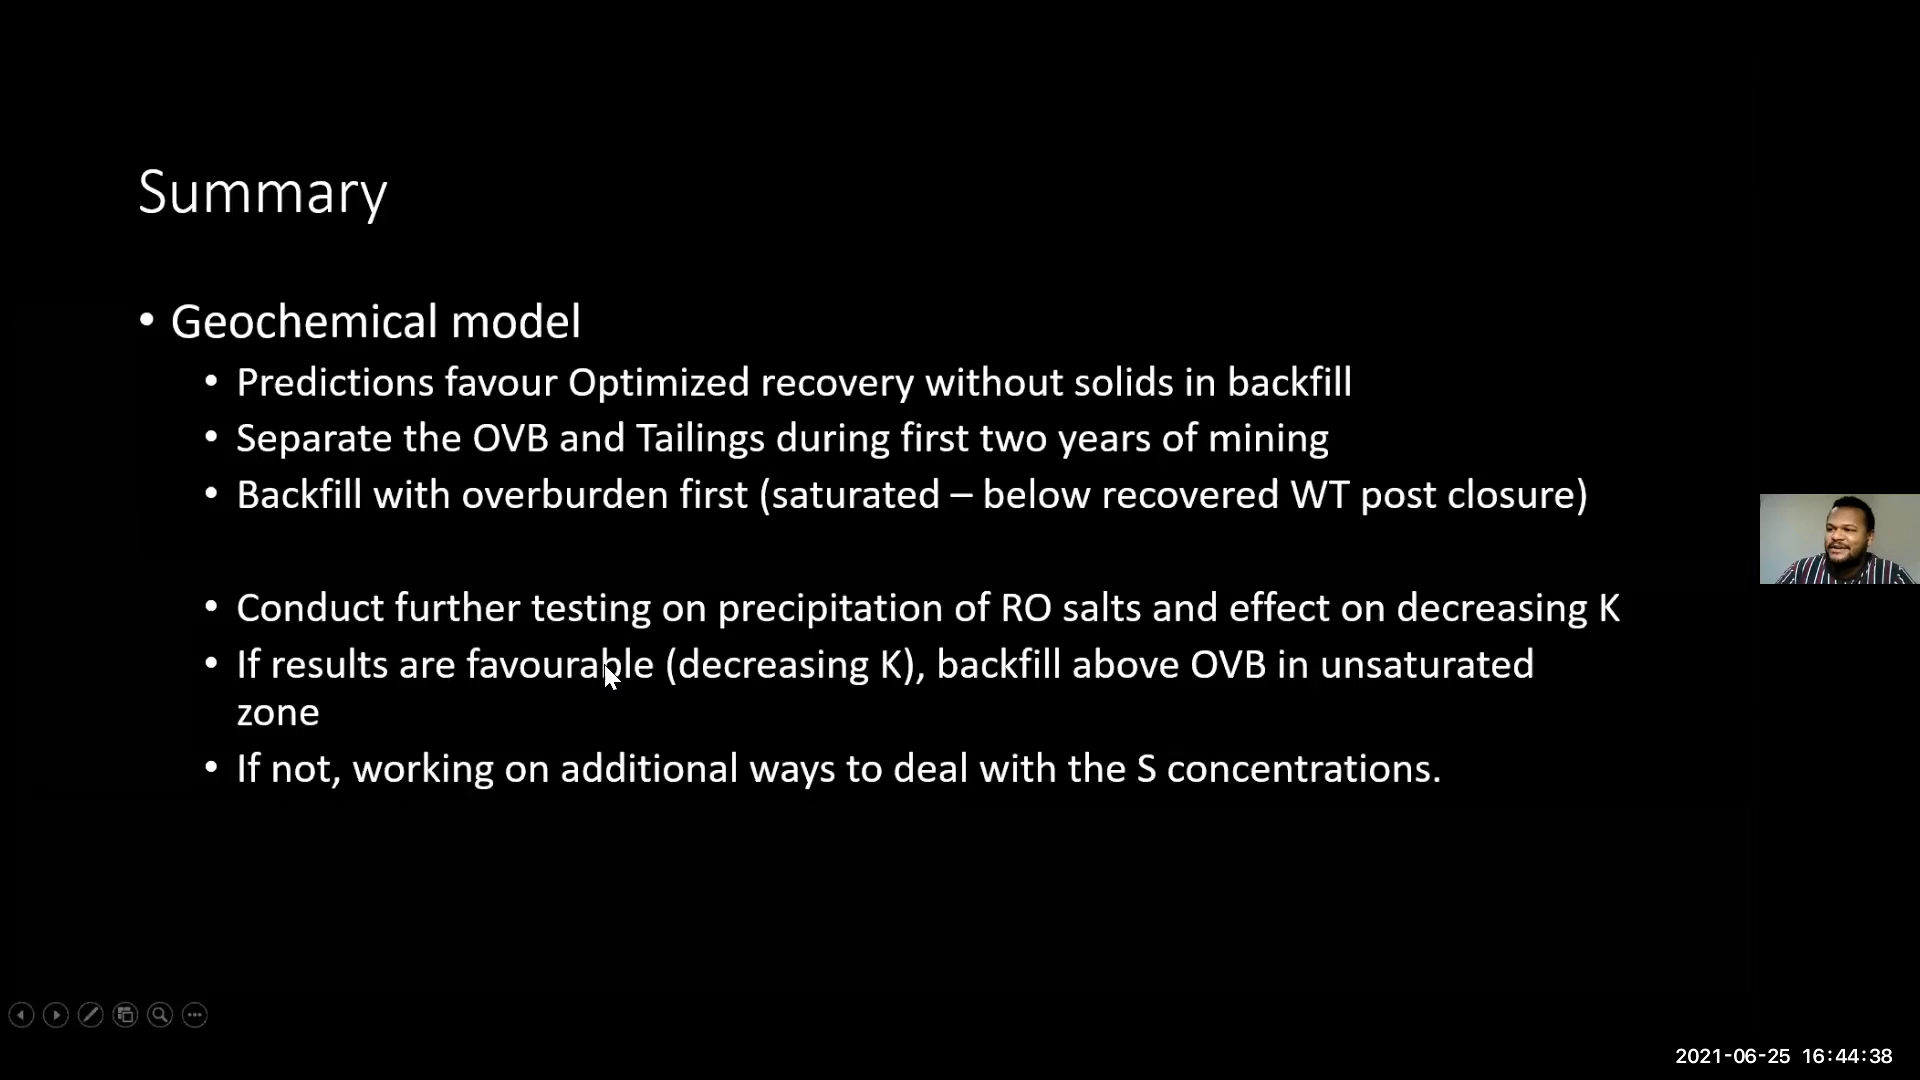 Summary
• Geochemical model
• Predictions favour Optimized recovery without solids in backfill
• Separate the OVB and Tailings during first two years of mining
• Backfill with overburden first (saturated – below recovered WT post closure)
• Conduct further testing on precipitation of RO salts and effect on decreasing K
• If results are favourable (decreasing K), backfill above OVB in unsaturated
zone
• If not, working on additional ways to deal with the S concentrations.
2021-06-25 16:44:38